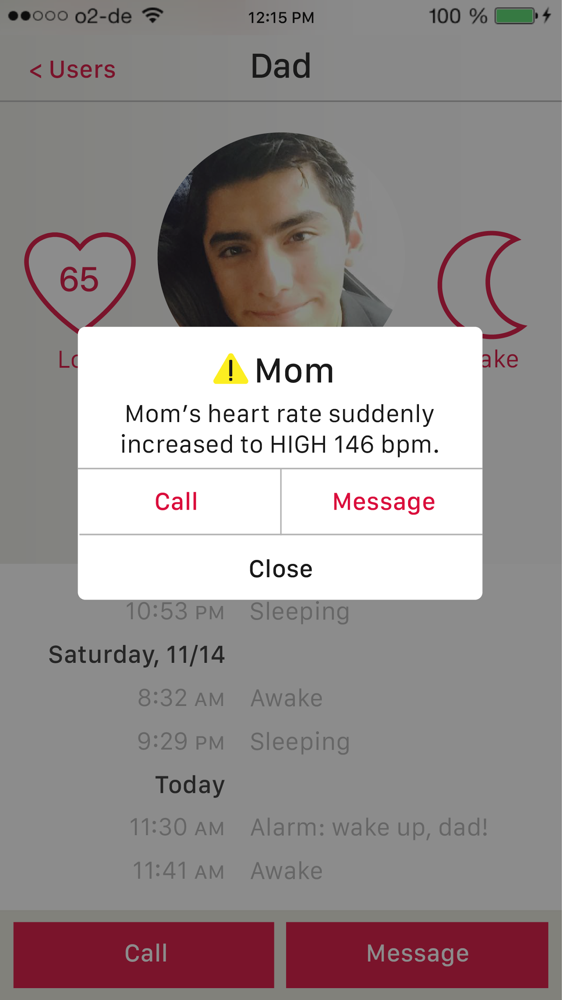 o2-de 12:15 PM 100 %
< Users Dad
65
Mom
Mom’s heart rate suddenly
increased to HIGH 146 bpm.
Call Message
Close
10:53 PM Sleeping
Saturday, 11/14
8:32 AM Awake
9:29 PM Sleeping
Today
11:30 AM Alarm: wake up, dad!
11:41 AM Awake
Call Message